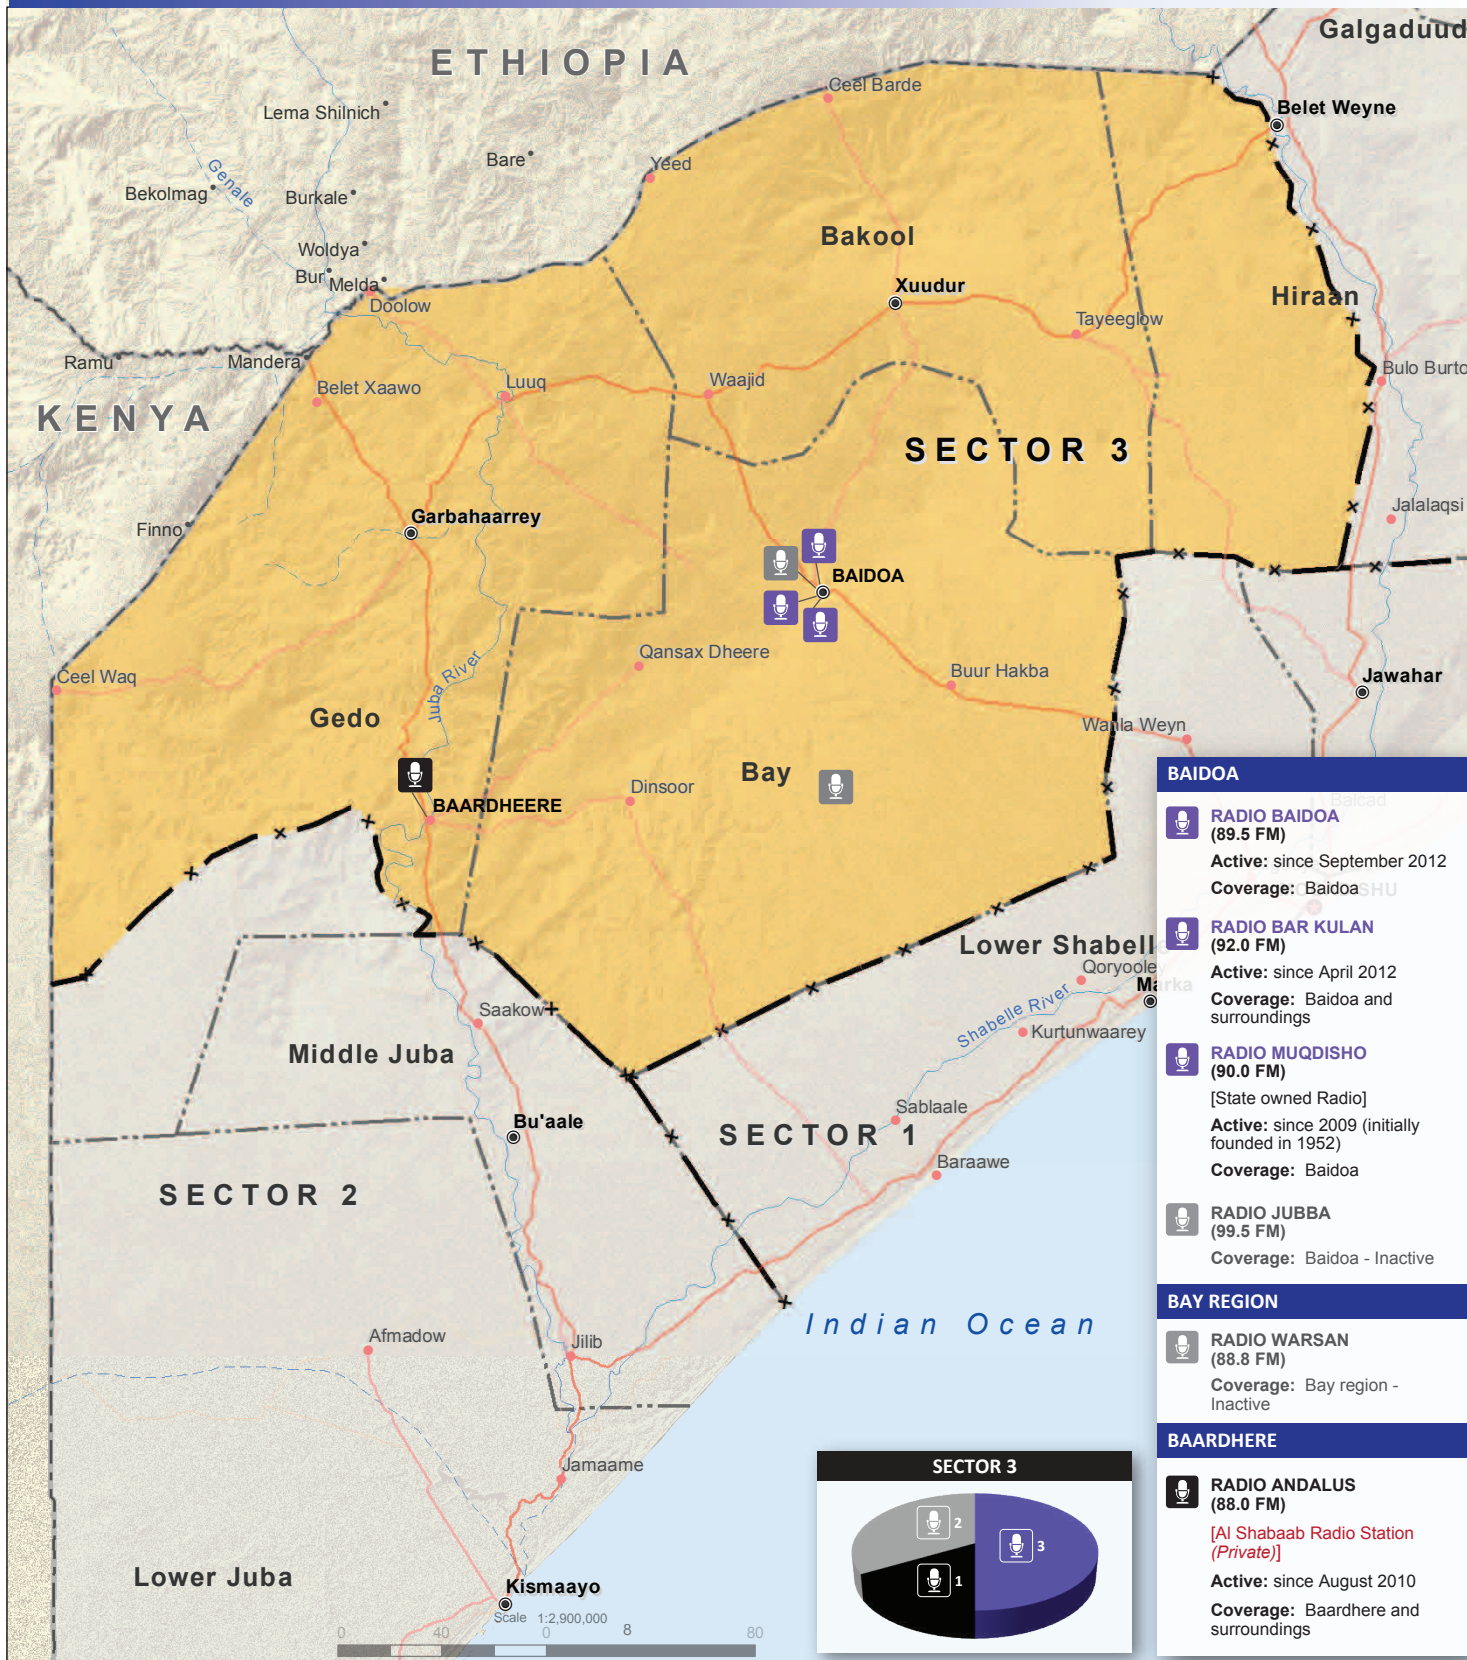 Galgaduud
ETHIOPIA
Ceel Barde
Lema Shilnich
Belet Weyne
Bare
Yeed
Genale
Bekolmag
Burkale
Bakool
Woldya
Bur
Melda
Xuudur
Hiraan
Doolow
Tayeeglow
Ramu
Mandera
Belet Xaawo
Luuq
Waajid
Bulo Burto
KENYA
SECTOR 3
Garbahaarrey
Jalalaqsi
Finno
BAIDOA
Qansax Dheere
Buur Hakba
Ceel Waq
Juba River
Jawahar
Gedo
Wanla Weyn
Bay
Dinsoor
BAARDHEERE
Balcad
Lower Shabelle
Qoryooley
Marka
Saakow
Shabelle River
Kurtunwaarey
Middle Juba
Sablaale
Bu'aale
SECTOR 1
Baraawe
SECTOR 2
Indian Ocean
Afmadow
Jilib
Jamaame
Lower Juba
Kismaayo
Scale 1:2,900,000
8
0 40 0 80
BAIDOA
RADIO BAIDOA
(89.5 FM)
Active: since September 2012
Coverage: Baidoa
RADIO BAR KULAN
(92.0 FM)
Active: since April 2012
Coverage: Baidoa and
surroundings
RADIO MUQDISHO
(90.0 FM)
[State owned Radio]
Active: since 2009 (initially
founded in 1952)
Coverage: Baidoa
RADIO JUBBA
(99.5 FM)
Coverage: Baidoa - Inactive
BAY REGION
RADIO WARSAN
(88.8 FM)
Coverage: Bay region -
Inactive
BAARDHERE
RADIO ANDALUS
(88.0 FM)
[Al Shabaab Radio Station
(Private)]
Active: since August 2010
Coverage: Baardhere and
surroundings
SECTOR 3
2
3
1